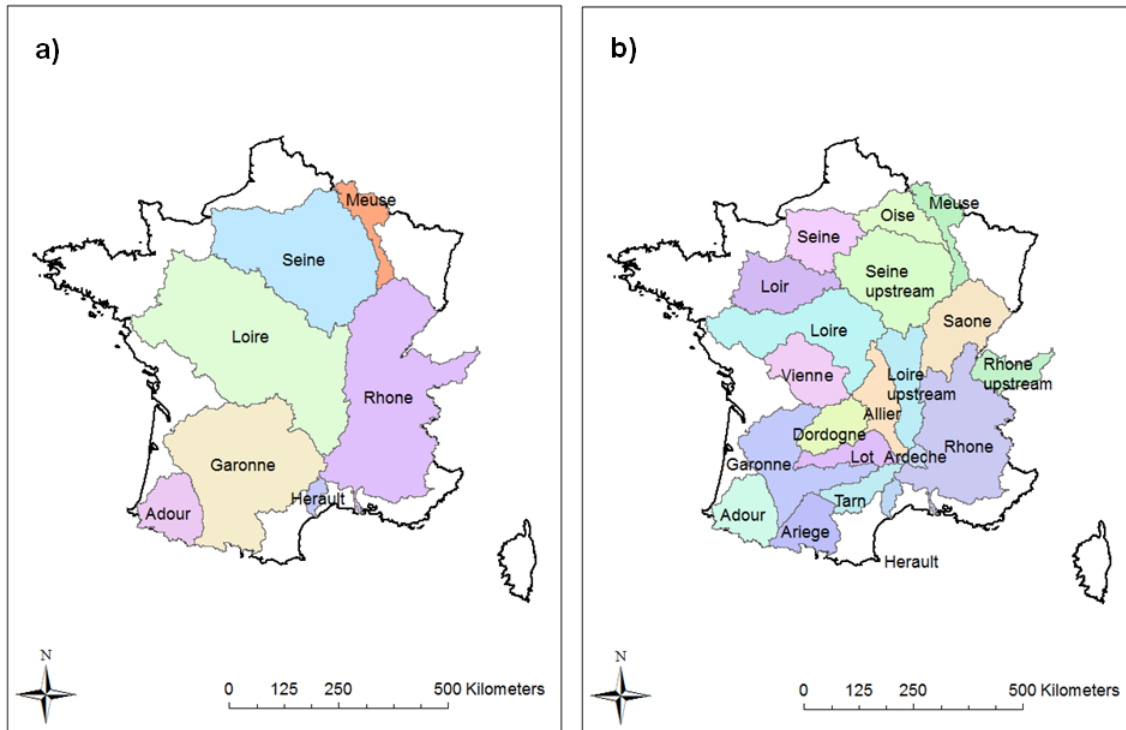 a)
Meuse
Seine
Loire
Rhone
Garonne
Herault
Adour
N
0 125 250 500 Kilometers
b)
Meuse
Oise
Seine
Seine
upstream
Loir
Saone
Loire
Rhone
upstream
Vienne
Loire
upstream
Allier
Dordogne
Rhone
Lot
Ardeche
Garonne
Tarn
Adour
Ariege
Herault
N
0 125 250 500 Kilometers